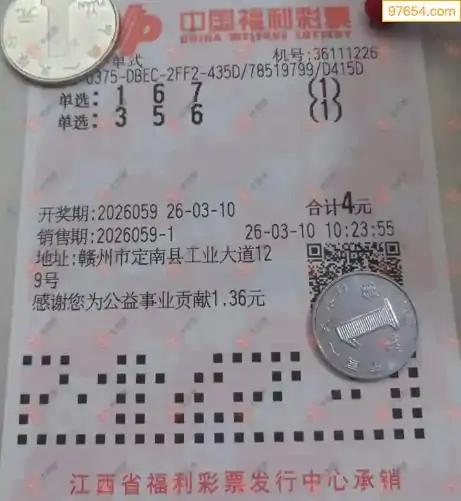 97654.com
中国福利彩票
CHINA WELFARE LOTTERY
单式 机号:36111226
0375-DBEC-2FF2-435D/78519799/D415D
单选: 1 6 7 (1)
单选: 3 5 6 (1)
开奖期:2026059 26-03-10 合计4元
销售期:2026059-1 26-03-10 10:23:55
地址:赣州市定南县工业大道12
9号
感谢您为公益事业贡献1.36元
1
江西省福利彩票发行中心承销